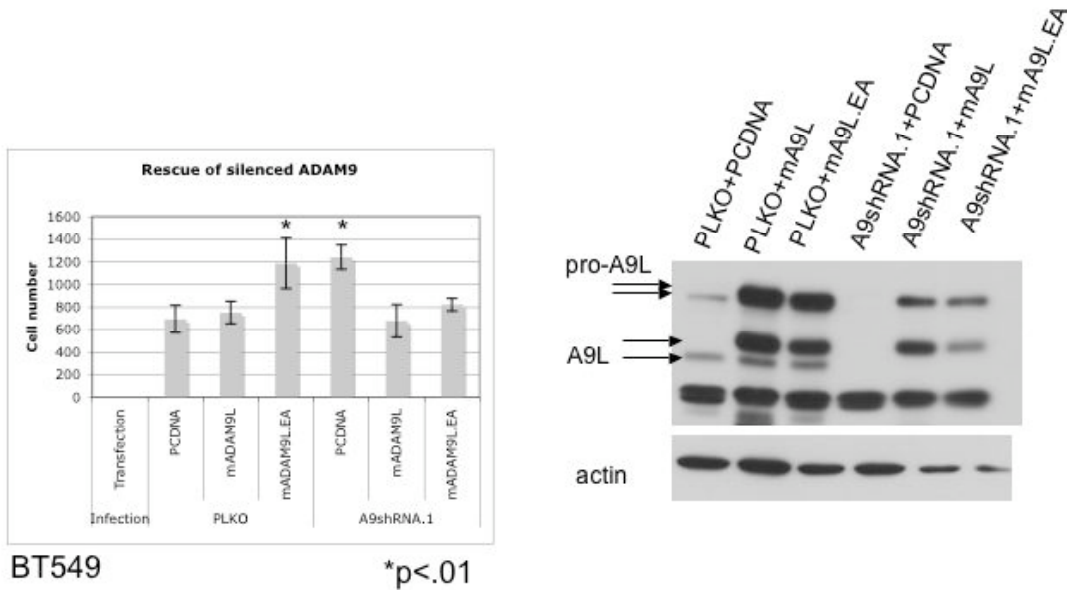 Rescue of silenced ADAM9
Cell number
1600
1400
1200
1000
800
600
400
200
0
* *
Transfection
PCDNA
mADAM9L
mADAM9L.EA
PCDNA
mADAM9L
mADAM9L.EA
Infection PLKO A9shRNA.1
BT549 *p<.01
PLKO+PCDNA
PLKO+mA9L
PLKO+mA9L.EA
A9shRNA.1+PCDNA
A9shRNA.1+mA9L
A9shRNA.1+mA9L.EA
pro-A9L
A9L
actin